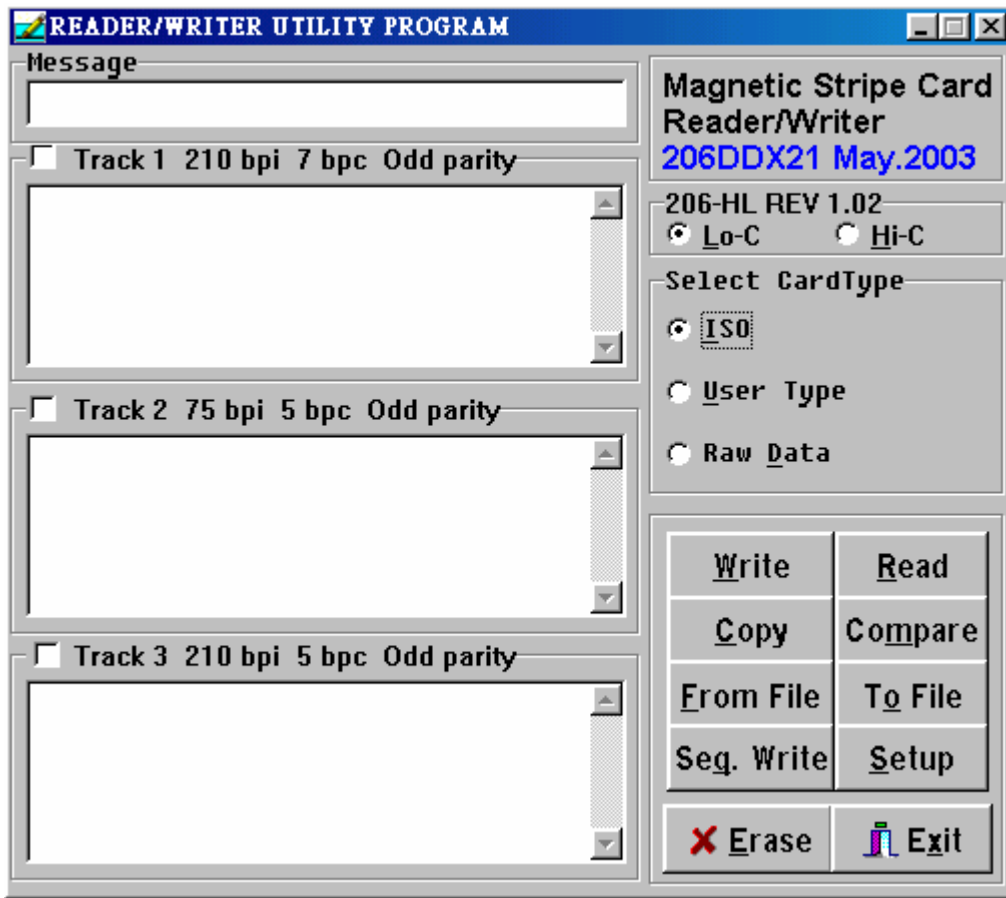 READER/WRITER UTILITY PROGRAM
Message
Track 1 210 bpi 7 bpc Odd parity
Track 2 75 bpi 5 bpc Odd parity
Track 3 210 bpi 5 bpc Odd parity
Magnetic Stripe Card
Reader/Writer
206DDX21 May.2003
206-HL REV 1.02
Lo-C Hi-C
Select CardType
ISO
User Type
Raw Data
Write Read
Copy Compare
From File To File
Seq. Write Setup
Erase Exit